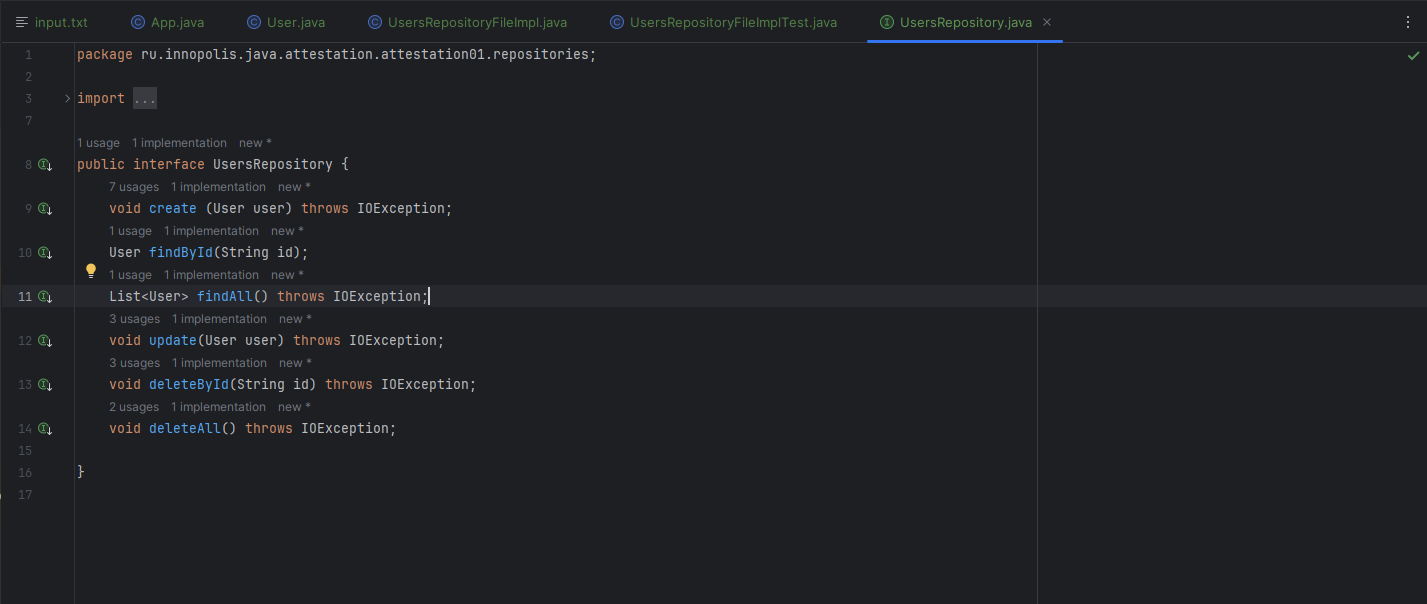 input.txt App.java User.java UsersRepositoryFileImpl.java UsersRepositoryFileImplTest.java UsersRepository.java
1 package ru.innopolis.java.attestation.attestation01.repositories;
2
3 import ...
7
1 usage 1 implementation new *
8 public interface UsersRepository {
7 usages 1 implementation new *
9 void create (User user) throws IOException;
1 usage 1 implementation new *
10 User findById(String id);
1 usage 1 implementation new *
11 List<User> findAll() throws IOException;
3 usages 1 implementation new *
12 void update(User user) throws IOException;
3 usages 1 implementation new *
13 void deleteById(String id) throws IOException;
2 usages 1 implementation new *
14 void deleteAll() throws IOException;
15
16 }
17